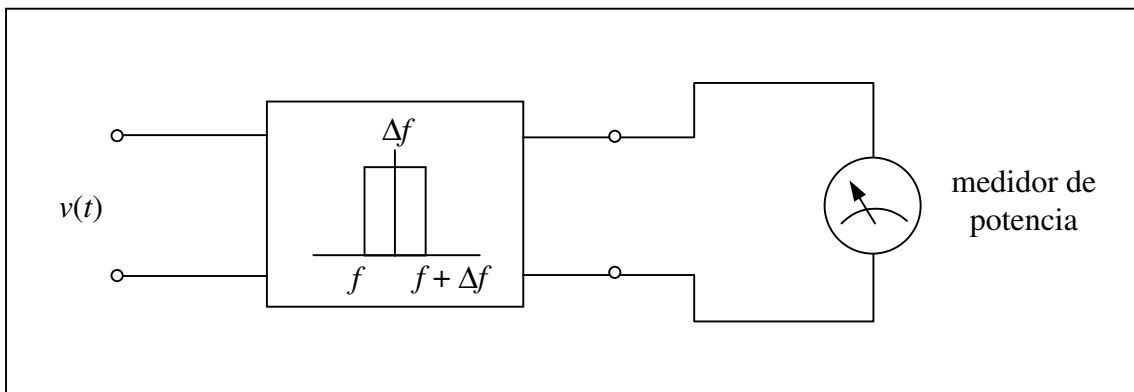 v(t)
Δf
f
f + Δf
medidor de
potencia